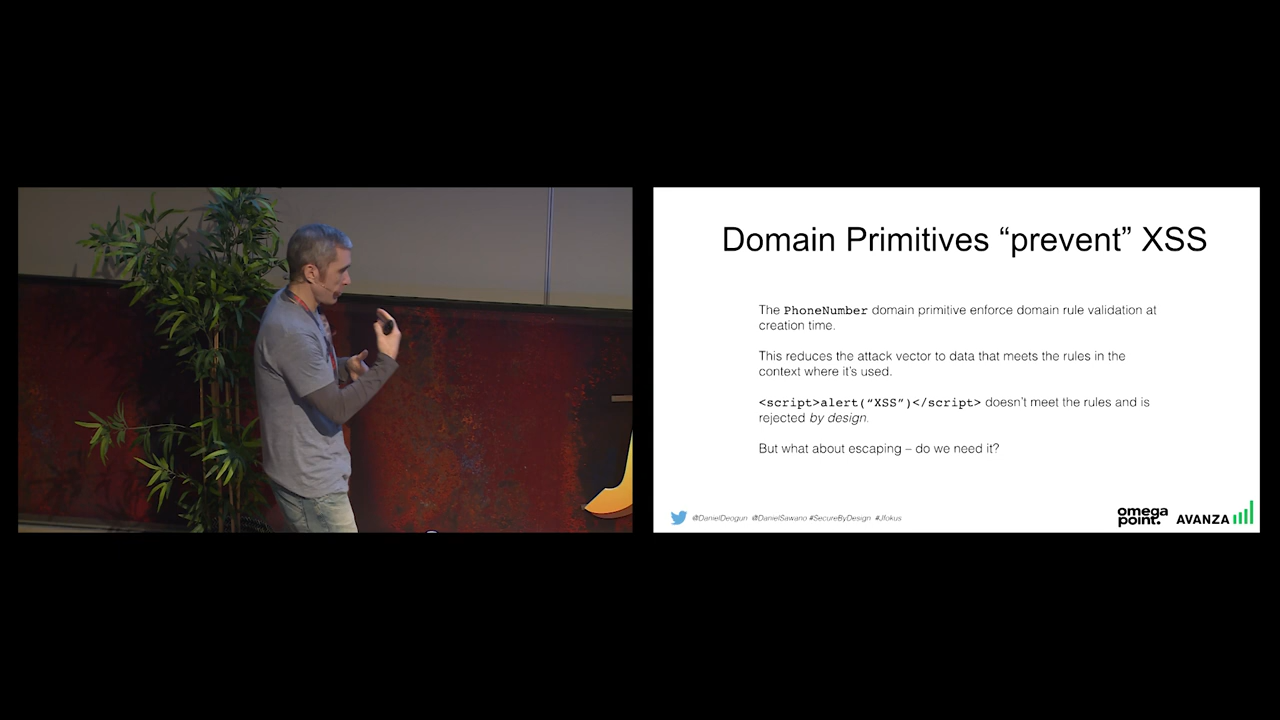 Domain Primitives “prevent” XSS
The PhoneNumber domain primitive enforce domain rule validation at
creation time.
This reduces the attack vector to data that meets the rules in the
context where it's used.
<script>alert(“XSS”)</script> doesn't meet the rules and is
rejected by design.
But what about escaping – do we need it?
@DanielDeogun @DanielSawano #SecureByDesign #Jfokus
omega
point.
AVANZA